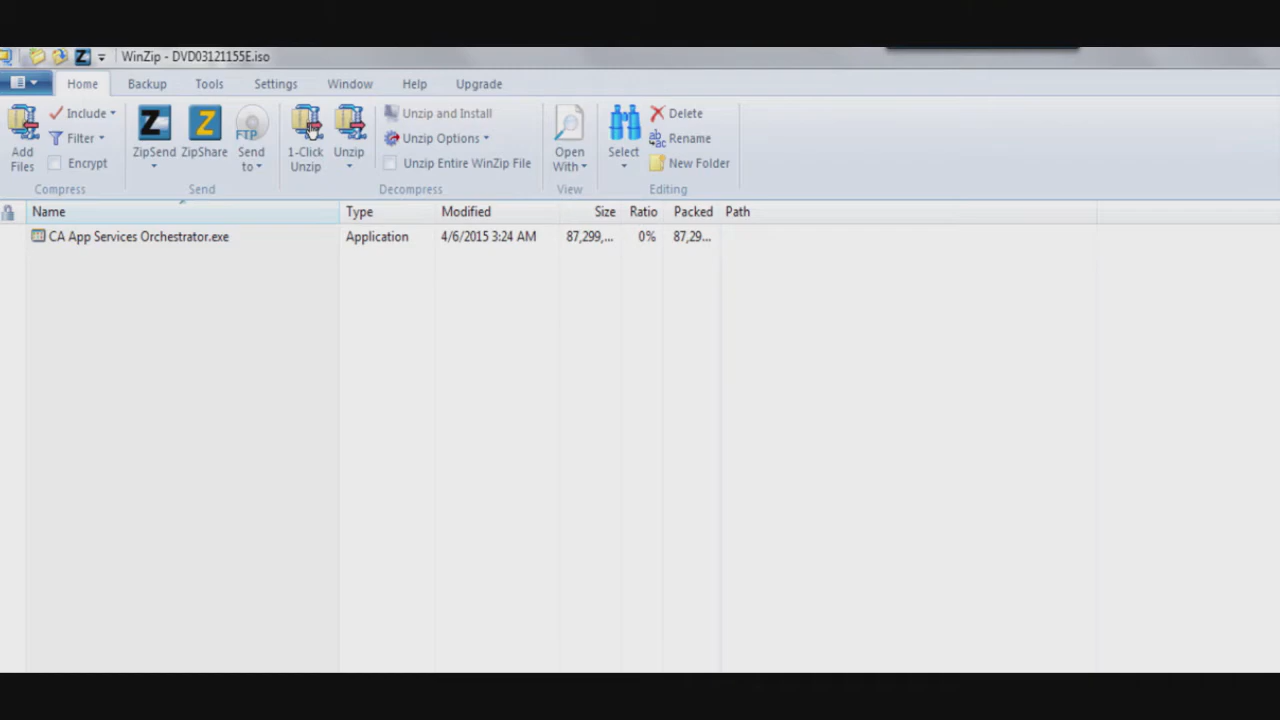 WinZip - DVD03121155E.iso
Home Backup Tools Settings Window Help Upgrade
Add Files
Include
Filter
Encrypt
Compress
ZipSend
ZipShare
FTP
Send to
Send
1-Click Unzip
Unzip
Unzip and Install
Unzip Options
Unzip Entire WinZip File
Decompress
Open With
View
Select
Delete
Rename
New Folder
Editing
Name Type Modified Size Ratio Packed Path
CA App Services Orchestrator.exe Application 4/6/2015 3:24 AM 87,299,... 0% 87,29...